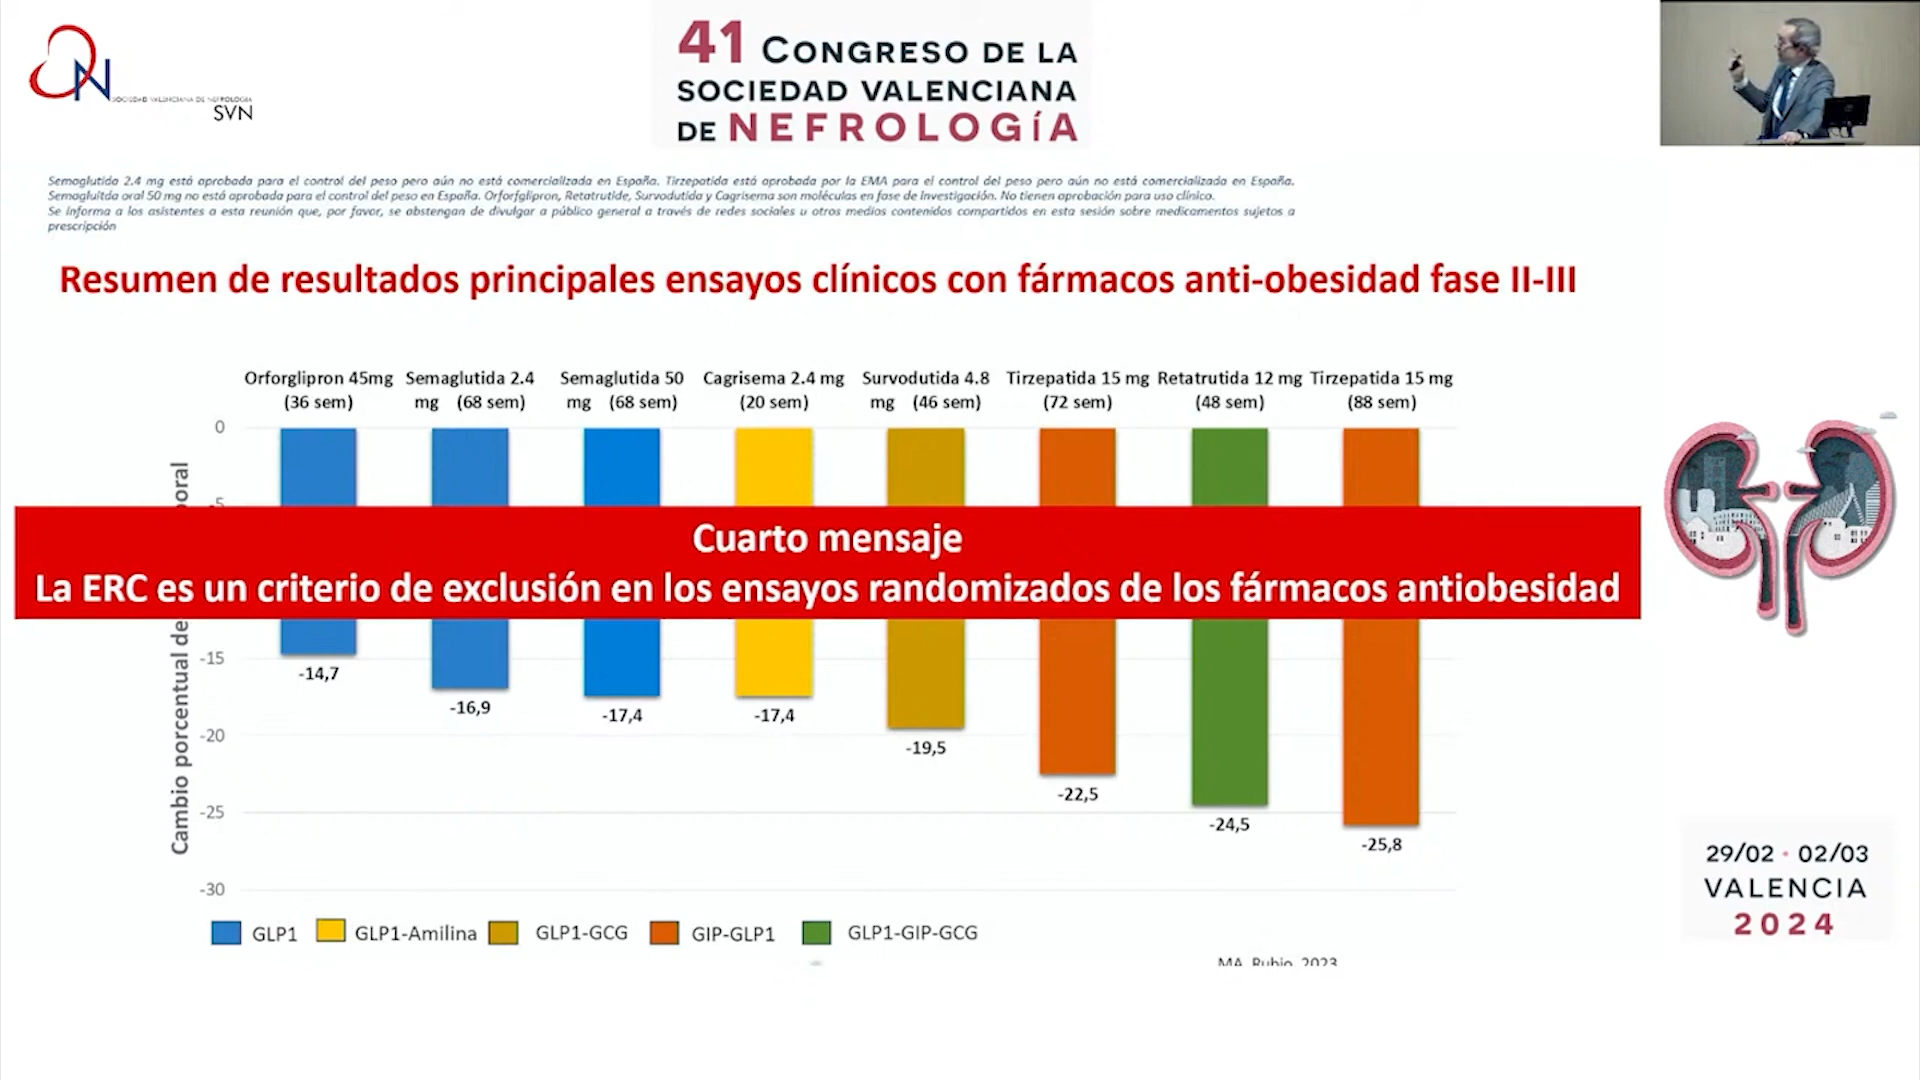 SOCIEDAD VALENCIANA DE NEFROLOGÍA
SVN
41 CONGRESO DE LA
SOCIEDAD VALENCIANA
DE NEFROLOGÍA
Semaglutida 2.4 mg está aprobada para el control del peso pero aún no está comercializada en España. Tirzepatida está aprobada por la EMA para el control del peso pero aún no está comercializada en España.
Semagluitda oral 50 mg no está aprobada para el control del peso en España. Orforfglipron, Retatrutide, Survodutida y Cagrisema son moléculas en fase de Investigación. No tienen aprobación para uso clínico.
Se informa a los asistentes a esta reunión que, por favor, se abstengan de divulgar a público general a través de redes sociales u otros medios contenidos compartidos en esta sesión sobre medicamentos sujetos a
prescripción
Resumen de resultados principales ensayos clínicos con fármacos anti-obesidad fase II-III
Orforglipron 45mg Semaglutida 2.4 Semaglutida 50 Cagrisema 2.4 mg Survodutida 4.8 Tirzepatida 15 mg Retatrutida 12 mg Tirzepatida 15 mg
(36 sem) mg (68 sem) mg (68 sem) (20 sem) mg (46 sem) (72 sem) (48 sem) (88 sem)
0
Cuarto mensaje
La ERC es un criterio de exclusión en los ensayos randomizados de los fármacos antiobesidad
Cambio porcentual de
-15
-20
-25
-30
-14,7
-16,9
-17,4
-17,4
-19,5
-22,5
-24,5
-25,8
GLP1 GLP1-Amilina GLP1-GCG GIP-GLP1 GLP1-GIP-GCG
MA Rubio 2023
29/02 · 02/03
VALENCIA
2024